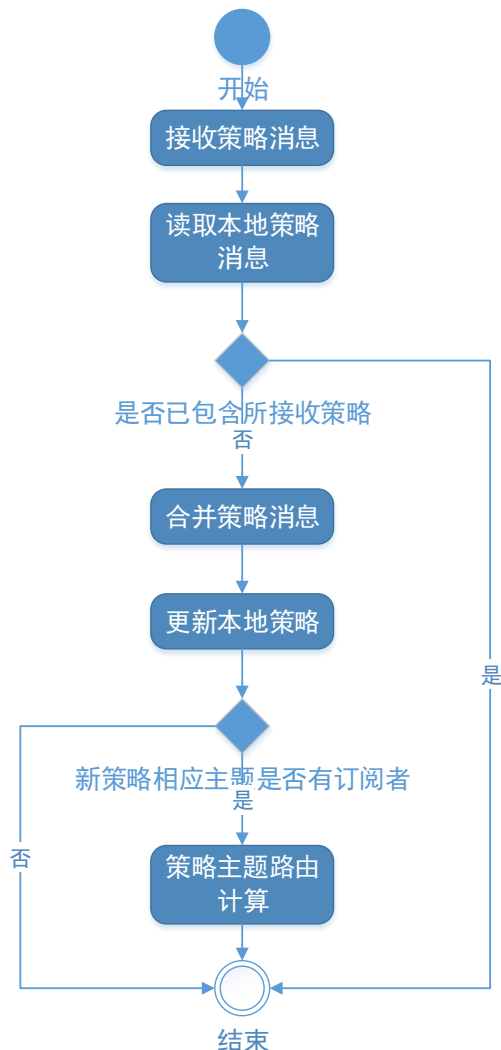 开始
接收策略消息
读取本地策略
消息
是否已包含所接收策略
否
合并策略消息
更新本地策略
是
新策略相应主题是否有订阅者
是
否
策略主题路由
计算
结束